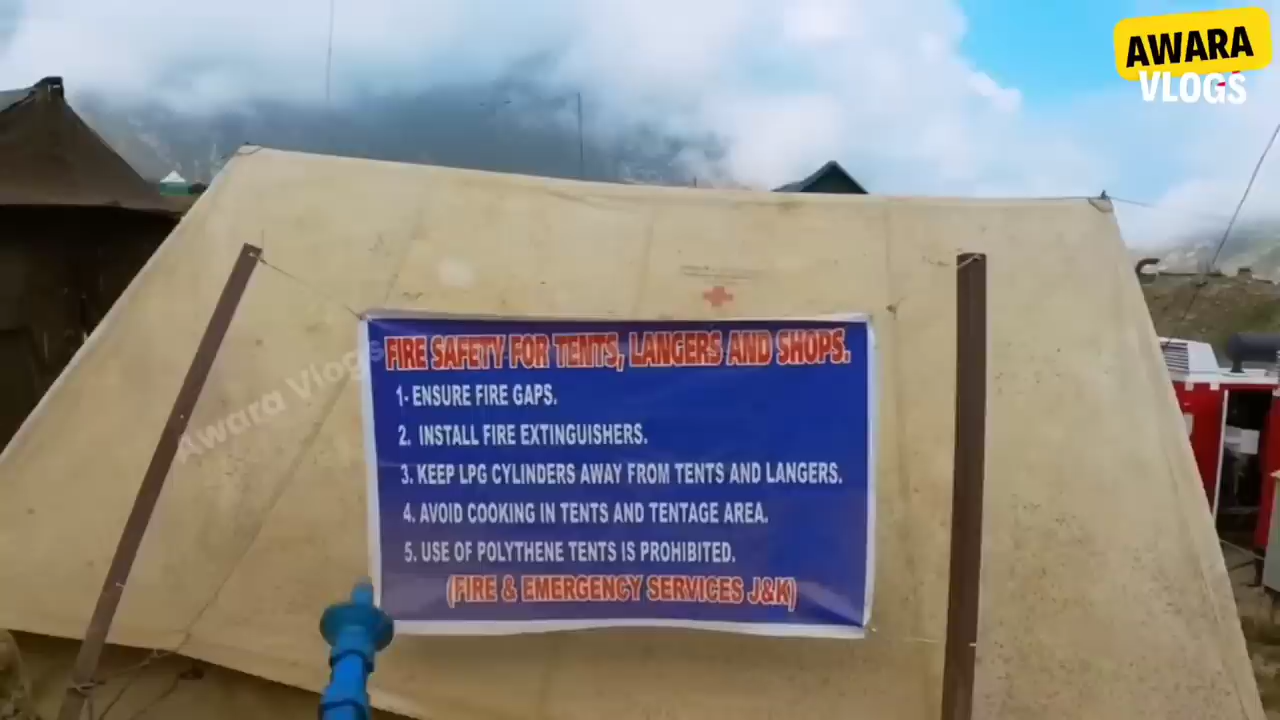 AWARA
VLOGS
FIRE SAFETY FOR TENTS, LANGERS AND SHOPS.
1- ENSURE FIRE GAPS.
2. INSTALL FIRE EXTINGUISHERS.
3. KEEP LPG CYLINDERS AWAY FROM TENTS AND LANGERS.
4. AVOID COOKING IN TENTS AND TENTAGE AREA.
5. USE OF POLYTHENE TENTS IS PROHIBITED.
(FIRE & EMERGENCY SERVICES J&K)
Awara Vlogs